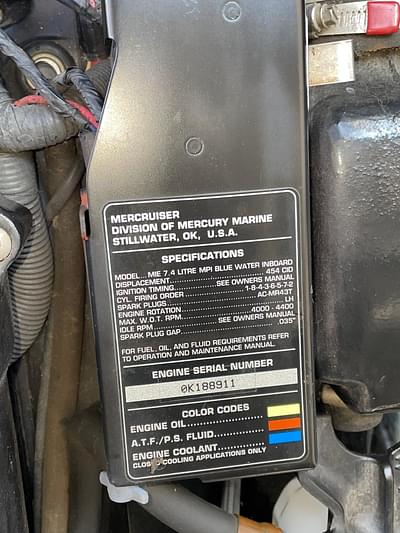 MERCRUISER
DIVISION OF MERCURY MARINE
STILLWATER, OK, U.S.A.
SPECIFICATIONS
MODEL... MIE 7.4 LITRE MPI BLUE WATER INBOARD
DISPLACEMENT................................ 454 CID
IGNITION TIMING................SEE OWNERS MANUAL
CYL. FIRING ORDER.....................1-8-4-3-6-5-7-2
SPARK PLUGS.................................AC-MR43T
ENGINE ROTATION..................................LH
MAX. W.O.T. RPM.........................4000 - 4400
IDLE RPM..........................SEE OWNERS MANUAL
SPARK PLUG GAP.................................035"
FOR FUEL, OIL, AND FLUID REQUIREMENTS REFER
TO OPERATION AND MAINTENANCE MANUAL.
ENGINE SERIAL NUMBER
0K188911
COLOR CODES
ENGINE OIL...................
A.T.F./P.S. FLUID..............
ENGINE COOLANT..............
CLOSED COOLING APPLICATIONS ONLY